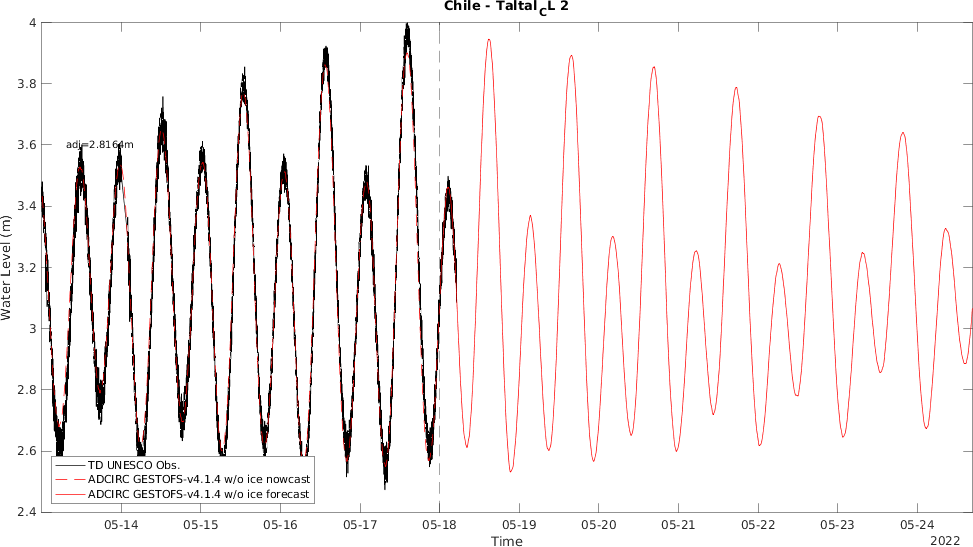 Chile - Taltal_CL 2
4
3.8
3.6
3.4
3.2
3
2.8
2.6
2.4
Water Level (m)
adj=2.8164m
TD UNESCO Obs.
ADCIRC GESTOFS-v4.1.4 w/o ice nowcast
ADCIRC GESTOFS-v4.1.4 w/o ice forecast
05-14 05-15 05-16 05-17 05-18 05-19 05-20 05-21 05-22 05-23 05-24
Time
2022